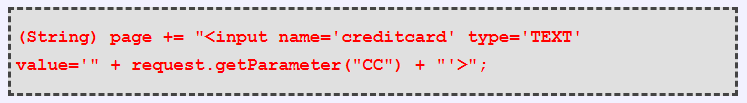 (String) page += "<input name='creditcard' type='TEXT'
value='" + request.getParameter("CC") + "'>";